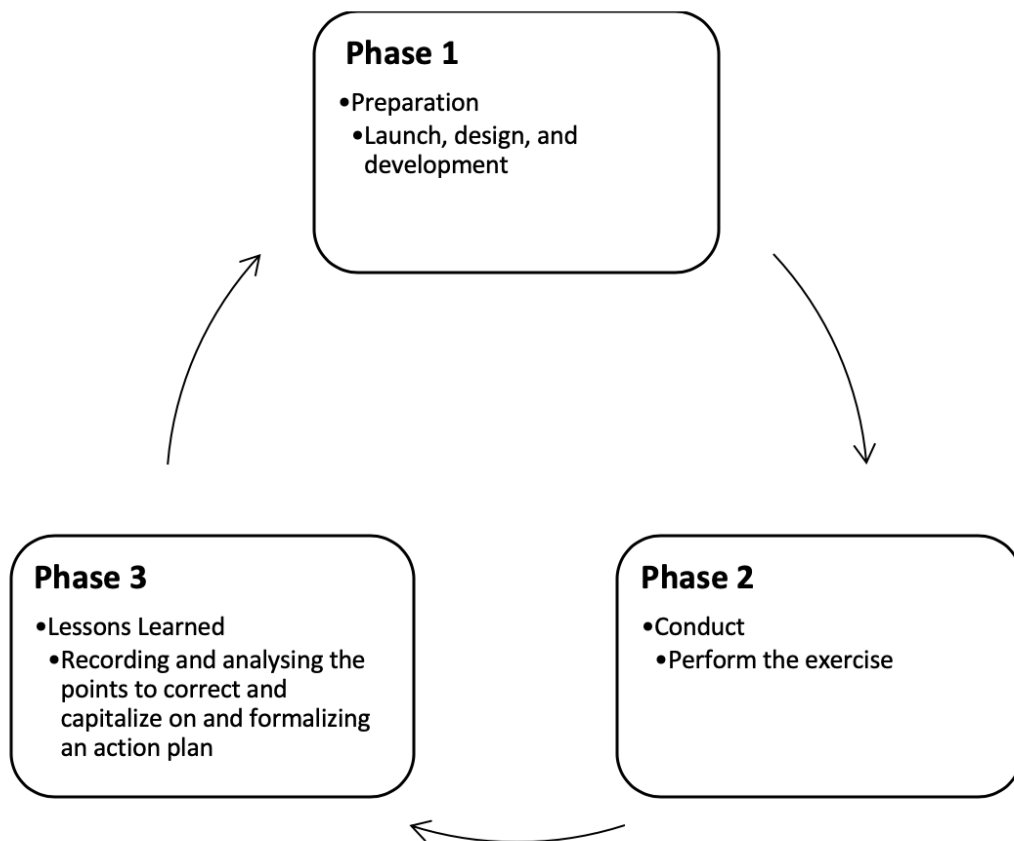 Phase 1
•Preparation
•Launch, design, and
development
Phase 2
•Conduct
•Perform the exercise
Phase 3
•Lessons Learned
•Recording and analysing the
points to correct and
capitalize on and formalizing
an action plan